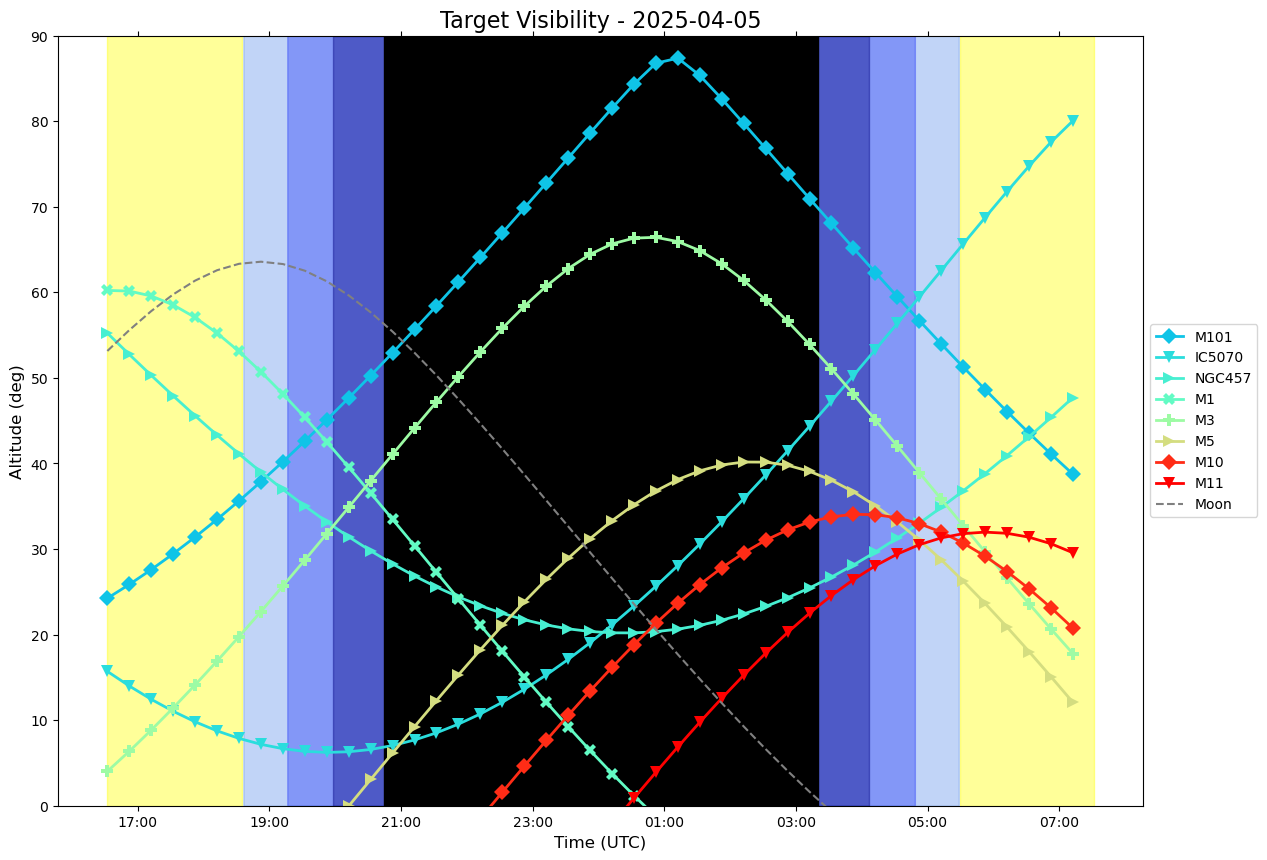 Target Visibility - 2025-04-05
90
80
70
60
50
40
30
20
10
0
Altitude (deg)
17:00 19:00 21:00 23:00 01:00 03:00 05:00 07:00
Time (UTC)
M101
IC5070
NGC457
M1
M3
M5
M10
M11
Moon